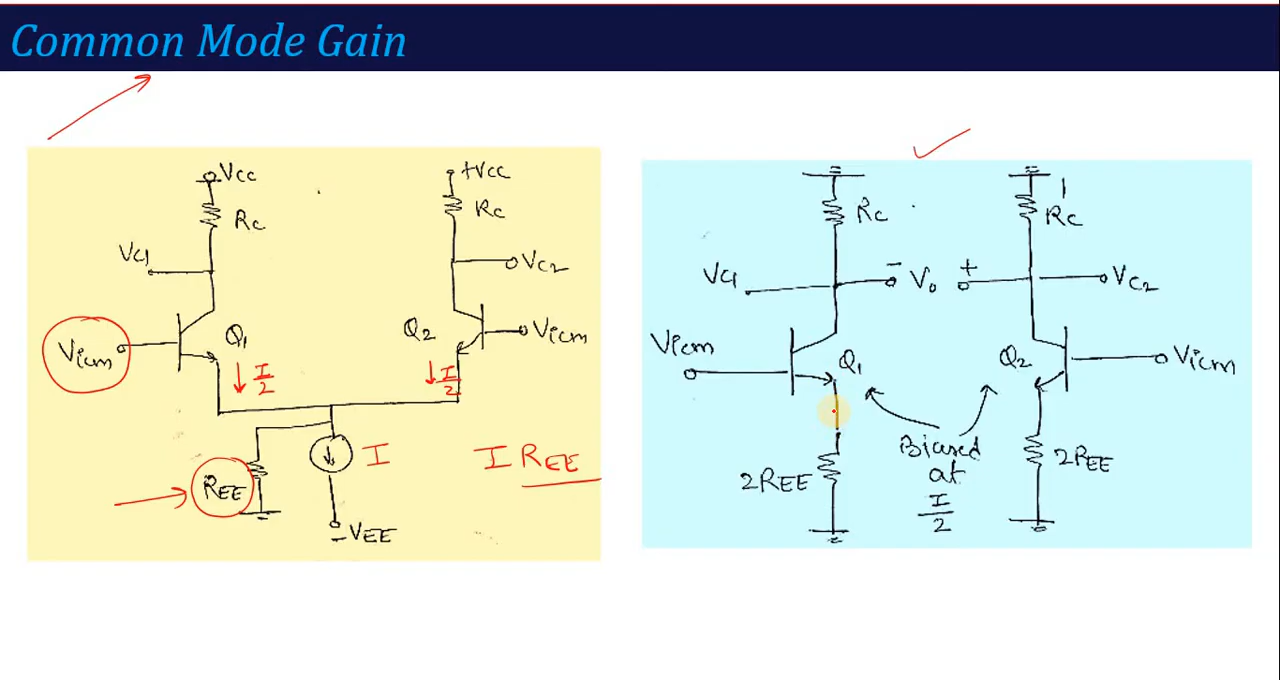 Common Mode Gain
Vcc
Rc
+Vcc
Rc
VC1
VC2
Vicm
Q1
Q2
Vicm
I/2
I/2
REE
I
I REE
-VEE
Rc
Rc
VC1
- Vo +
VC2
Vicm
Q1
Q2
Vicm
Biased
at
I/2
2REE
2REE